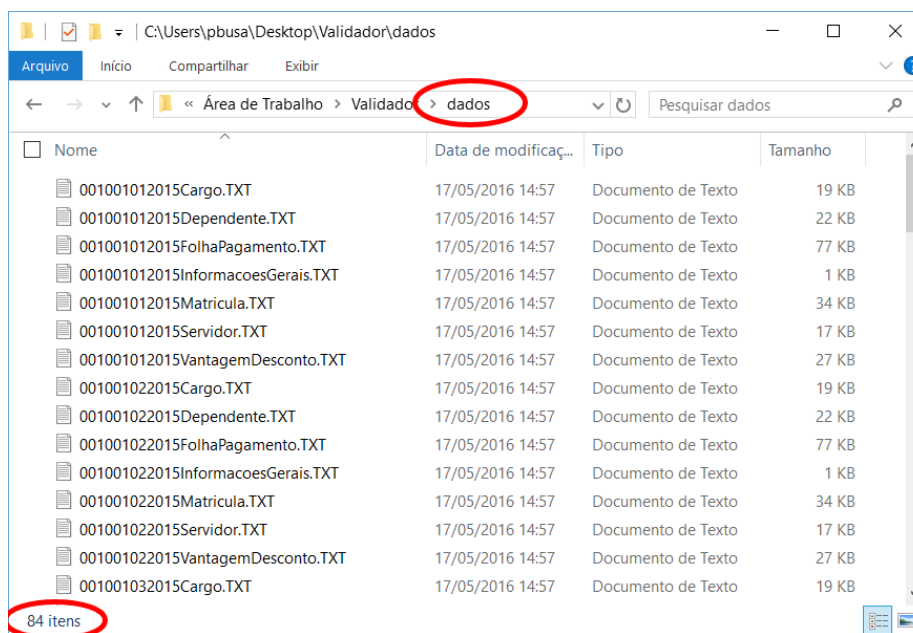 C:\Users\pbusa\Desktop\Validador\dados
Arquivo Início Compartilhar Exibir
« Área de Trabalho > Validador > dados Pesquisar dados
Nome Data de modificaç... Tipo Tamanho
001001012015Cargo.TXT 17/05/2016 14:57 Documento de Texto 19 KB
001001012015Dependente.TXT 17/05/2016 14:57 Documento de Texto 22 KB
001001012015FolhaPagamento.TXT 17/05/2016 14:57 Documento de Texto 77 KB
001001012015InformacoesGerais.TXT 17/05/2016 14:57 Documento de Texto 1 KB
001001012015Matricula.TXT 17/05/2016 14:57 Documento de Texto 34 KB
001001012015Servidor.TXT 17/05/2016 14:57 Documento de Texto 17 KB
001001012015VantagemDesconto.TXT 17/05/2016 14:57 Documento de Texto 27 KB
001001022015Cargo.TXT 17/05/2016 14:57 Documento de Texto 19 KB
001001022015Dependente.TXT 17/05/2016 14:57 Documento de Texto 22 KB
001001022015FolhaPagamento.TXT 17/05/2016 14:57 Documento de Texto 77 KB
001001022015InformacoesGerais.TXT 17/05/2016 14:57 Documento de Texto 1 KB
001001022015Matricula.TXT 17/05/2016 14:57 Documento de Texto 34 KB
001001022015Servidor.TXT 17/05/2016 14:57 Documento de Texto 17 KB
001001022015VantagemDesconto.TXT 17/05/2016 14:57 Documento de Texto 27 KB
001001032015Cargo.TXT 17/05/2016 14:57 Documento de Texto 19 KB
84 itens